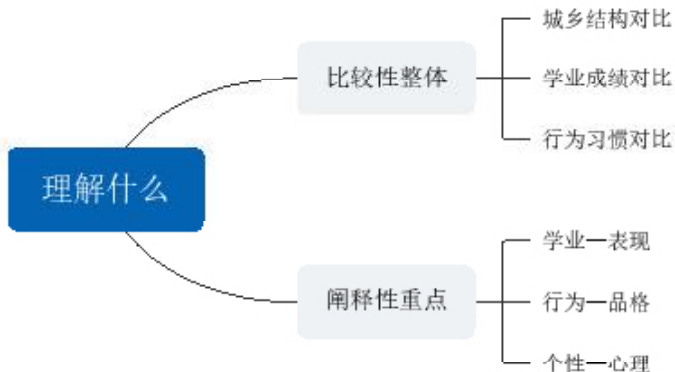 理解什么
比较性整体
城乡结构对比
学业成绩对比
行为习惯对比
阐释性重点
学业—表现
行为—品格
个性—心理